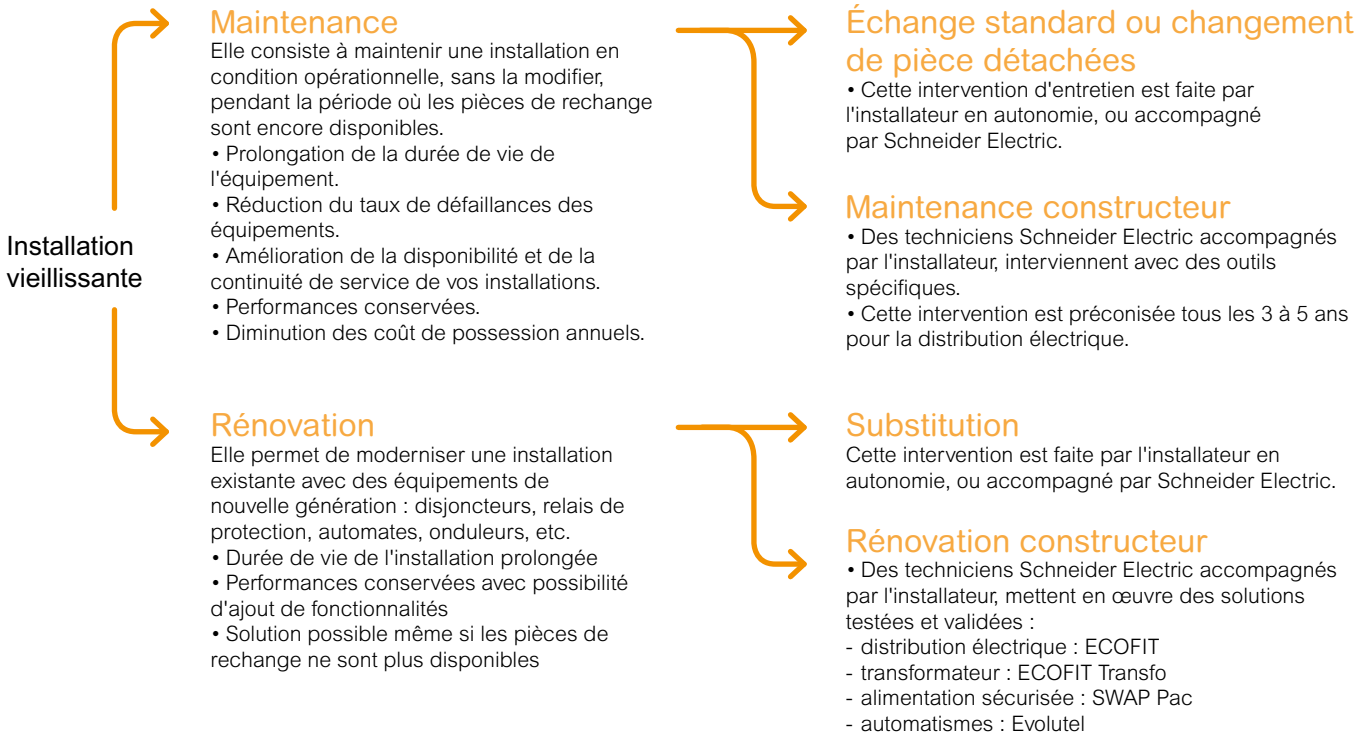 Installation
vieillissante
Maintenance
Elle consiste à maintenir une installation en
condition opérationnelle, sans la modifier,
pendant la période où les pièces de rechange
sont encore disponibles.
• Prolongation de la durée de vie de
l'équipement.
• Réduction du taux de défaillances des
équipements.
• Amélioration de la disponibilité et de la
continuité de service de vos installations.
• Performances conservées.
• Diminution des coût de possession annuels.
Échange standard ou changement
de pièce détachées
• Cette intervention d'entretien est faite par
l'installateur en autonomie, ou accompagné
par Schneider Electric.
Maintenance constructeur
• Des techniciens Schneider Electric accompagnés
par l'installateur, interviennent avec des outils
spécifiques.
• Cette intervention est préconisée tous les 3 à 5 ans
pour la distribution électrique.
Rénovation
Elle permet de moderniser une installation
existante avec des équipements de
nouvelle génération : disjoncteurs, relais de
protection, automates, onduleurs, etc.
• Durée de vie de l'installation prolongée
• Performances conservées avec possibilité
d'ajout de fonctionnalités
• Solution possible même si les pièces de
rechange ne sont plus disponibles
Substitution
Cette intervention est faite par l'installateur en
autonomie, ou accompagné par Schneider Electric.
Rénovation constructeur
• Des techniciens Schneider Electric accompagnés
par l'installateur, mettent en œuvre des solutions
testées et validées :
- distribution électrique : ECOFIT
- transformateur : ECOFIT Transfo
- alimentation sécurisée : SWAP Pac
- automatismes : Evolutel